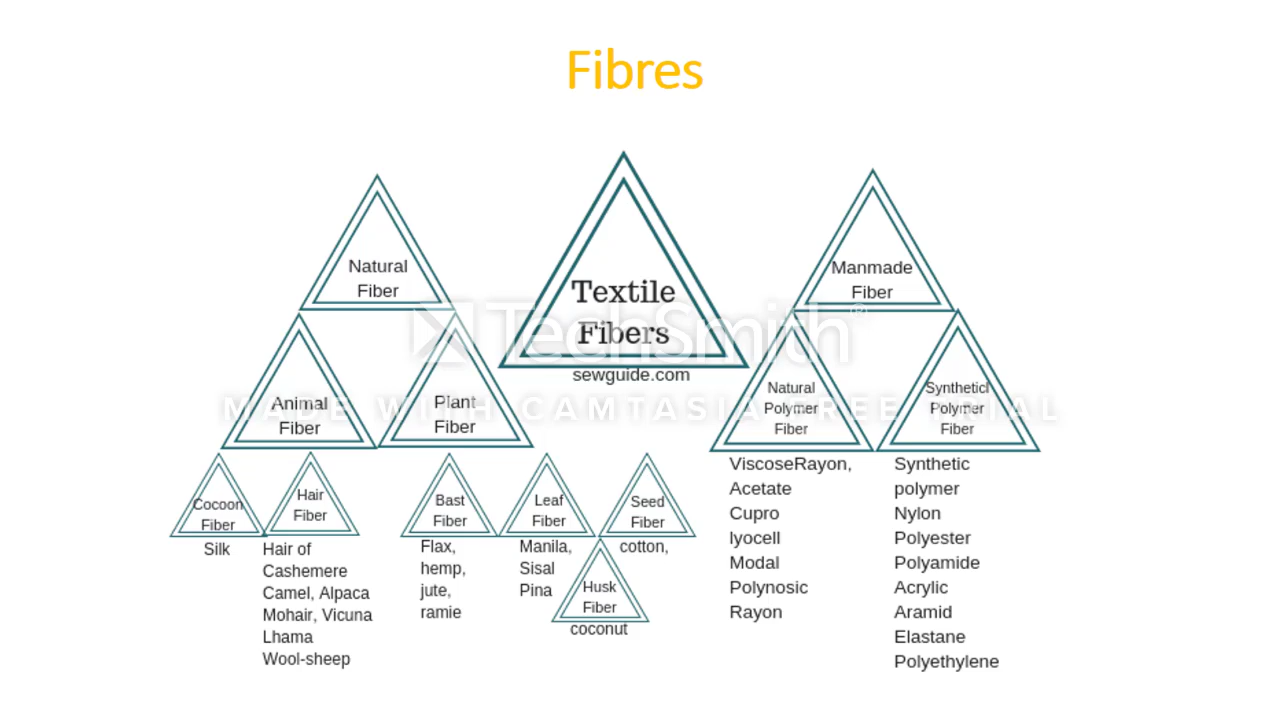 Fibres
Textile
Fibers
sewguide.com
Natural
Fiber
Manmade
Fiber
Animal
Fiber
Plant
Fiber
Natural
Polymer
Fiber
Syntheticl
Polymer
Fiber
TechSmith®
MADE WITH CAMTASIA FREE TRIAL
Cocoon
Fiber
Silk
Hair
Fiber
Hair of
Cashemere
Camel, Alpaca
Mohair, Vicuna
Lhama
Wool-sheep
Bast
Fiber
Flax,
hemp,
jute,
ramie
Leaf
Fiber
Manila,
Sisal
Pina
Seed
Fiber
cotton,
Husk
Fiber
coconut
ViscoseRayon,
Acetate
Cupro
lyocell
Modal
Polynosic
Rayon
Synthetic
polymer
Nylon
Polyester
Polyamide
Acrylic
Aramid
Elastane
Polyethylene